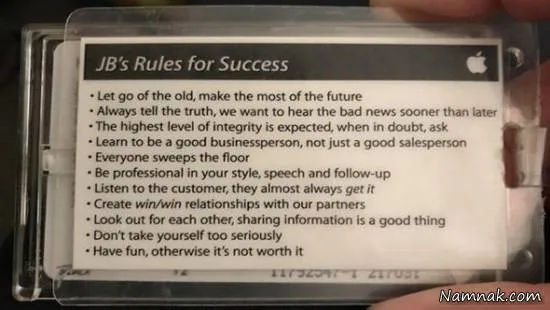 JB's Rules for Success
• Let go of the old, make the most of the future
• Always tell the truth, we want to hear the bad news sooner than later
• The highest level of integrity is expected, when in doubt, ask
• Learn to be a good businessperson, not just a good salesperson
• Everyone sweeps the floor
• Be professional in your style, speech and follow-up
• Listen to the customer, they almost always get it
• Create win/win relationships with our partners
• Look out for each other, sharing information is a good thing
• Don't take yourself too seriously
• Have fun, otherwise it's not worth it
Namnak.com